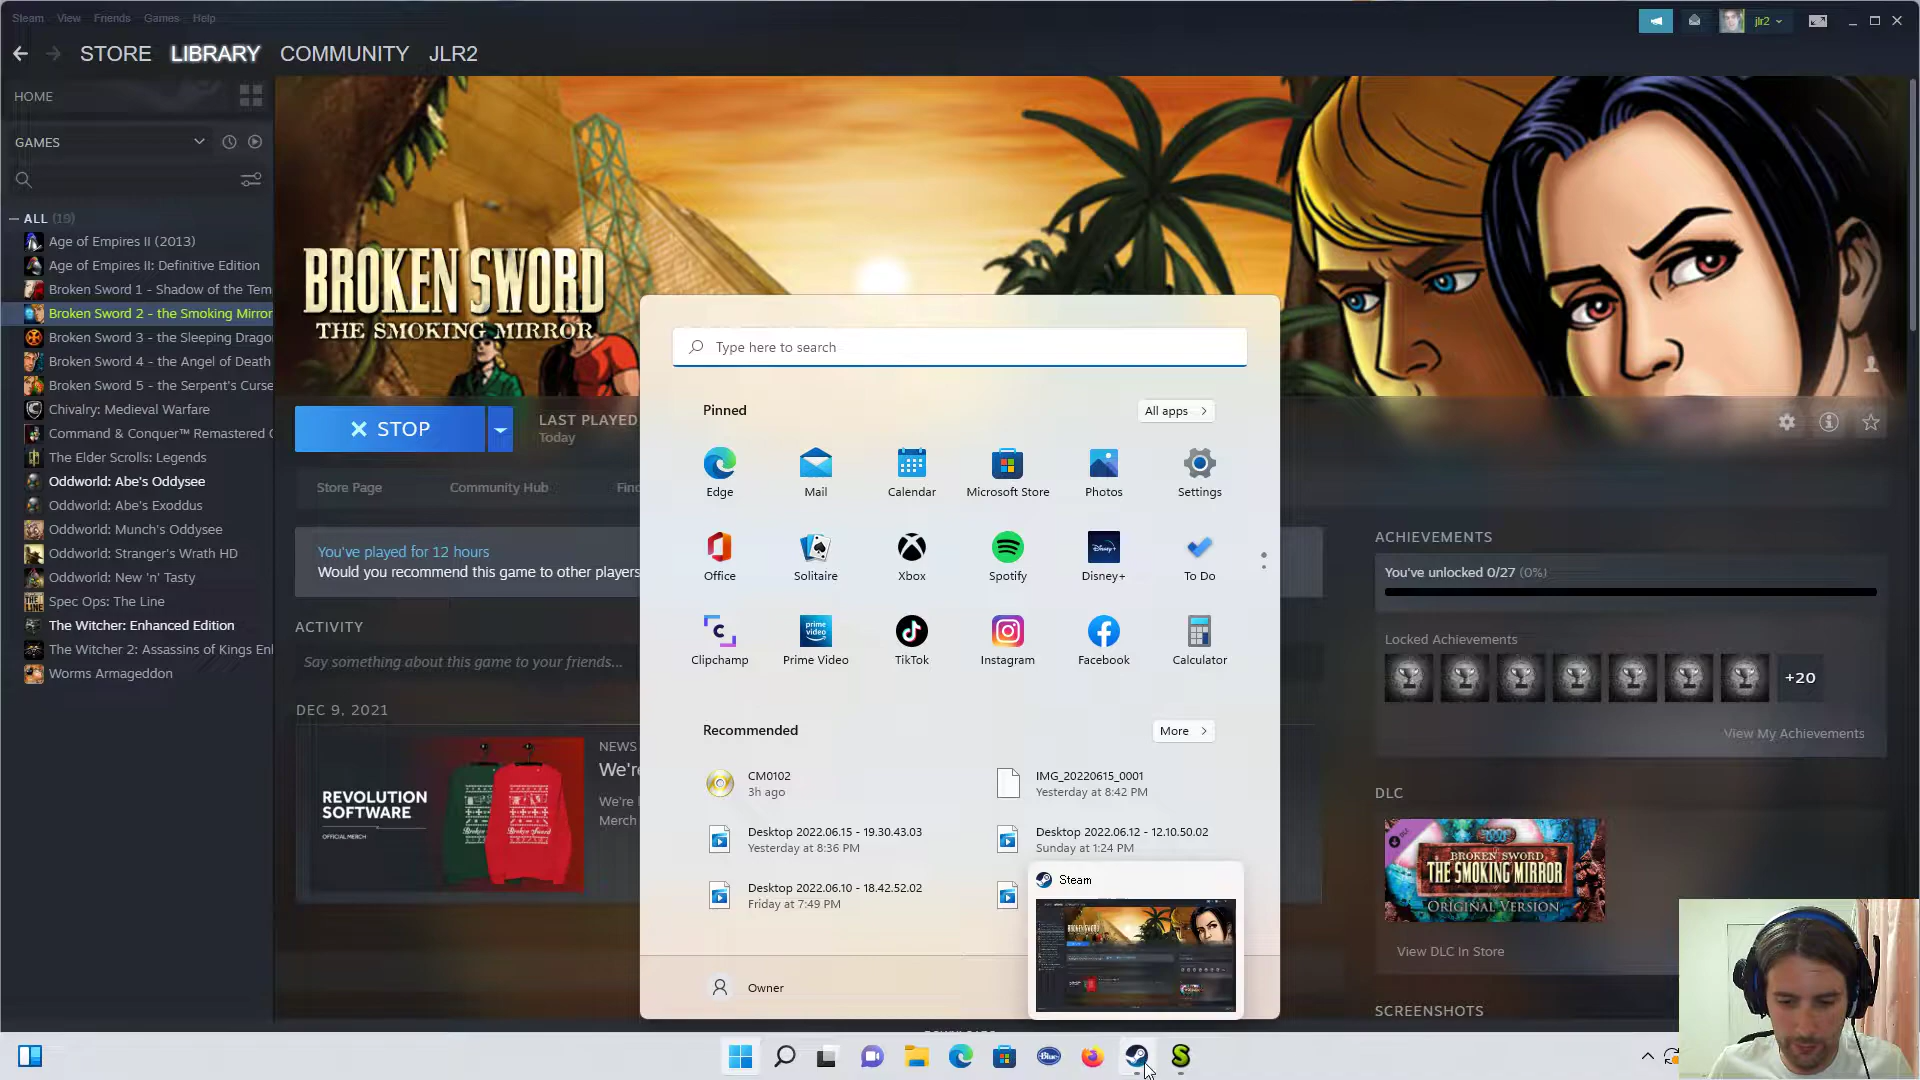 Steam View Friends Games Help
jlr2
STORE LIBRARY COMMUNITY JLR2
HOME
GAMES
ALL (19)
Age of Empires II (2013)
Age of Empires II: Definitive Edition
Broken Sword 1 - Shadow of the Tem
Broken Sword 2 - the Smoking Mirror
Broken Sword 3 - the Sleeping Drago
Broken Sword 4 - the Angel of Death
Broken Sword 5 - the Serpent's Curse
Chivalry: Medieval Warfare
Command & Conquer™ Remastered C
The Elder Scrolls: Legends
Oddworld: Abe's Oddysee
Oddworld: Abe's Exoddus
Oddworld: Munch's Oddysee
Oddworld: Stranger's Wrath HD
Oddworld: New 'n' Tasty
Spec Ops: The Line
The Witcher: Enhanced Edition
The Witcher 2: Assassins of Kings Enl
Worms Armageddon
BROKEN SWORD
THE SMOKING MIRROR
STOP
LAST PLAYED
Today
Store Page
Community Hub
Find
You've played for 12 hours
Would you recommend this game to other players
ACTIVITY
Say something about this game to your friends...
DEC 9, 2021
REVOLUTION
SOFTWARE
OFFICIAL MERCH
NEWS
We're
We're l
Merch
Type here to search
Pinned
All apps
Edge
Mail
Calendar
Microsoft Store
Photos
Settings
Office
Solitaire
Xbox
Spotify
Disney+
To Do
prime
video
Clipchamp
Prime Video
TikTok
Instagram
Facebook
Calculator
Recommended
More
CM0102
3h ago
IMG_20220615_0001
Yesterday at 8:42 PM
Desktop 2022.06.15 - 19.30.43.03
Yesterday at 8:36 PM
Desktop 2022.06.12 - 12.10.50.02
Sunday at 1:24 PM
Desktop 2022.06.10 - 18.42.52.02
Friday at 7:49 PM
Steam
Owner
ACHIEVEMENTS
You've unlocked 0/27 (0%)
Locked Achievements
+20
View My Achievements
DLC
BROKEN SWORD
THE SMOKING MIRROR
ORIGINAL VERSION
View DLC In Store
SCREENSHOTS